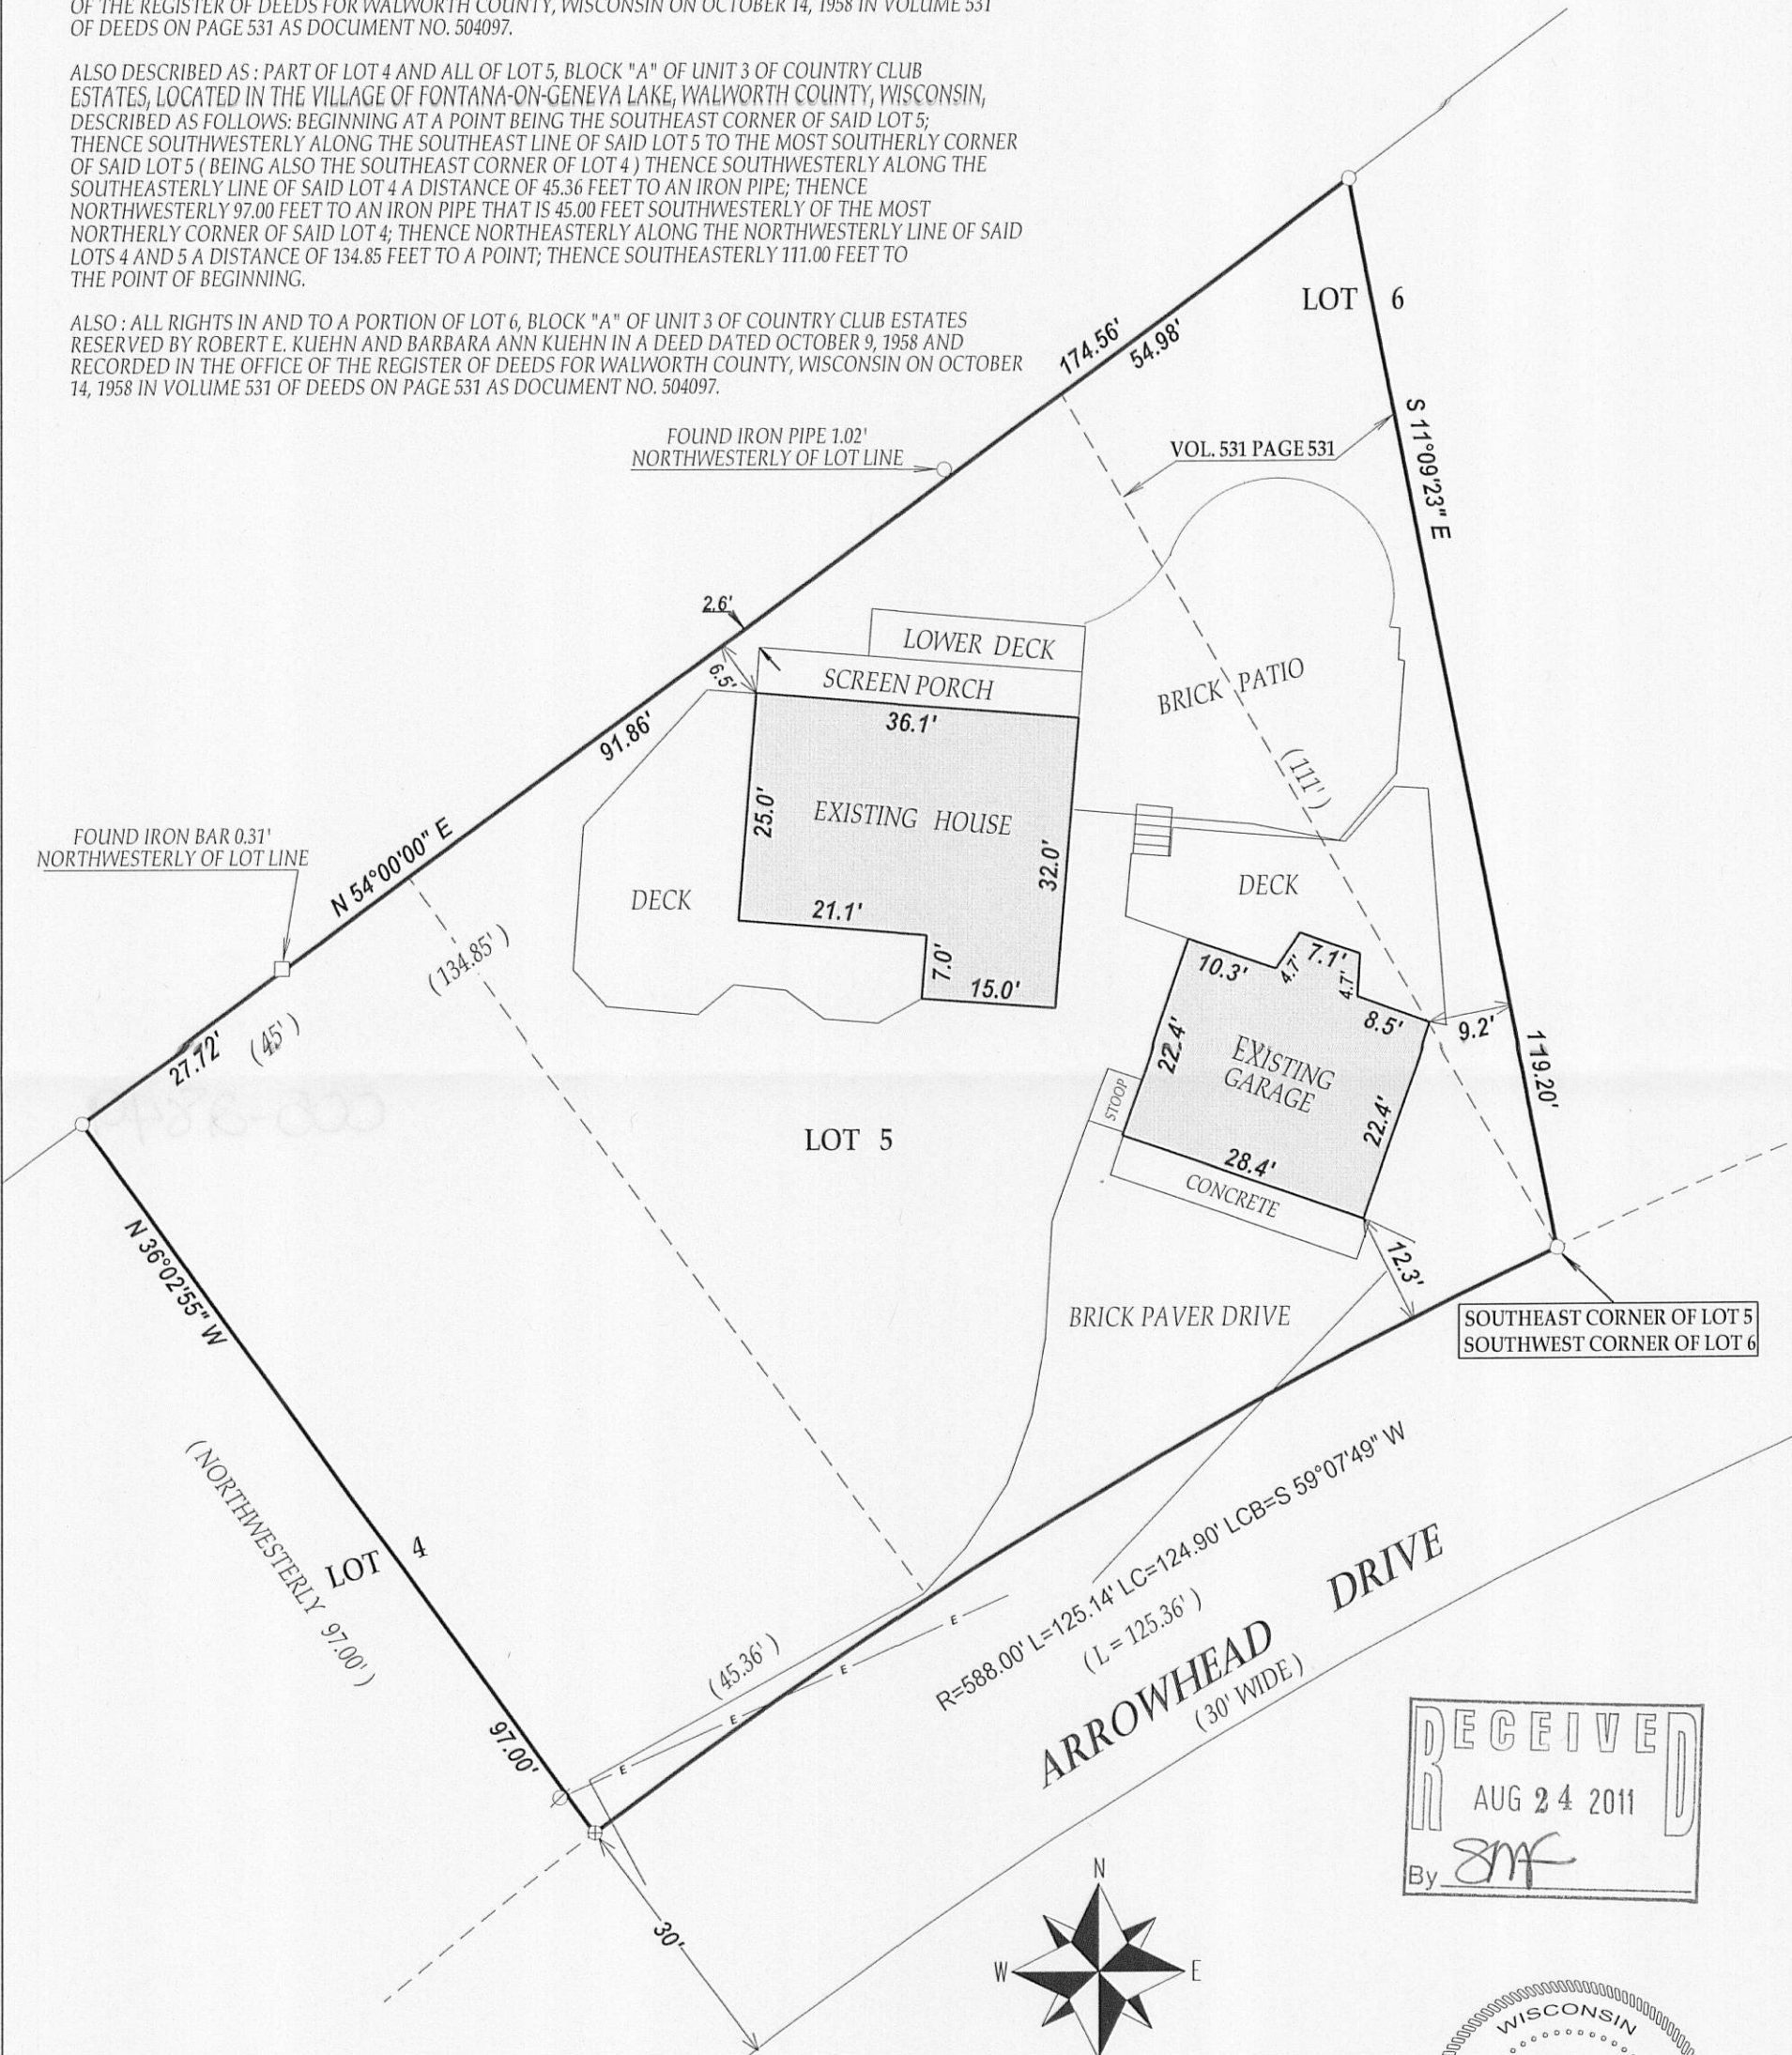 OF THE REGISTER OF DEEDS FOR WALWORTH COUNTY, WISCONSIN ON OCTOBER 14, 1958 IN VOLUME 531
OF DEEDS ON PAGE 531 AS DOCUMENT NO. 504097.
ALSO DESCRIBED AS : PART OF LOT 4 AND ALL OF LOT 5, BLOCK "A" OF UNIT 3 OF COUNTRY CLUB
ESTATES, LOCATED IN THE VILLAGE OF FONTANA-ON-GENEVA LAKE, WALWORTH COUNTY, WISCONSIN,
DESCRIBED AS FOLLOWS: BEGINNING AT A POINT BEING THE SOUTHEAST CORNER OF SAID LOT 5;
THENCE SOUTHWESTERLY ALONG THE SOUTHEAST LINE OF SAID LOT 5 TO THE MOST SOUTHERLY CORNER
OF SAID LOT 5 ( BEING ALSO THE SOUTHEAST CORNER OF LOT 4 ) THENCE SOUTHWESTERLY ALONG THE
SOUTHEASTERLY LINE OF SAID LOT 4 A DISTANCE OF 45.36 FEET TO AN IRON PIPE; THENCE
NORTHWESTERLY 97.00 FEET TO AN IRON PIPE THAT IS 45.00 FEET SOUTHWESTERLY OF THE MOST
NORTHERLY CORNER OF SAID LOT 4; THENCE NORTHEASTERLY ALONG THE NORTHWESTERLY LINE OF SAID
LOTS 4 AND 5 A DISTANCE OF 134.85 FEET TO A POINT; THENCE SOUTHEASTERLY 111.00 FEET TO
THE POINT OF BEGINNING.
ALSO : ALL RIGHTS IN AND TO A PORTION OF LOT 6, BLOCK "A" OF UNIT 3 OF COUNTRY CLUB ESTATES
RESERVED BY ROBERT E. KUEHN AND BARBARA ANN KUEHN IN A DEED DATED OCTOBER 9, 1958 AND
RECORDED IN THE OFFICE OF THE REGISTER OF DEEDS FOR WALWORTH COUNTY, WISCONSIN ON OCTOBER
14, 1958 IN VOLUME 531 OF DEEDS ON PAGE 531 AS DOCUMENT NO. 504097.
LOT 6
174.56'
54.98'
S 11°09'23" E
FOUND IRON PIPE 1.02'
NORTHWESTERLY OF LOT LINE
VOL. 531 PAGE 531
2.6'
6.5'
LOWER DECK
SCREEN PORCH
36.1'
BRICK PATIO
91.86'
(111')
25.0'
EXISTING HOUSE
32.0'
FOUND IRON BAR 0.31'
NORTHWESTERLY OF LOT LINE
N 54°00'00" E
DECK
DECK
21.1'
7.0'
15.0'
(134.85')
10.3'
4.7'
7.1'
4.7'
8.5'
9.2'
27.72'
(45')
22.4'
EXISTING
GARAGE
22.4'
119.20'
STOOP
LOT 5
28.4'
CONCRETE
12.3'
N 36°02'55" W
BRICK PAVER DRIVE
SOUTHEAST CORNER OF LOT 5
SOUTHWEST CORNER OF LOT 6
( NORTHWESTERLY 97.00' )
LOT 4
R=588.00' L=125.14' LC=124.90' LCB=S 59°07'49" W
( L = 125.36' )
ARROWHEAD DRIVE
( 30' WIDE )
( 45.36' )
E
E
E
E
97.00'
30'
RECEIVED
AUG 24 2011
By
N
W
E
WISCONSIN